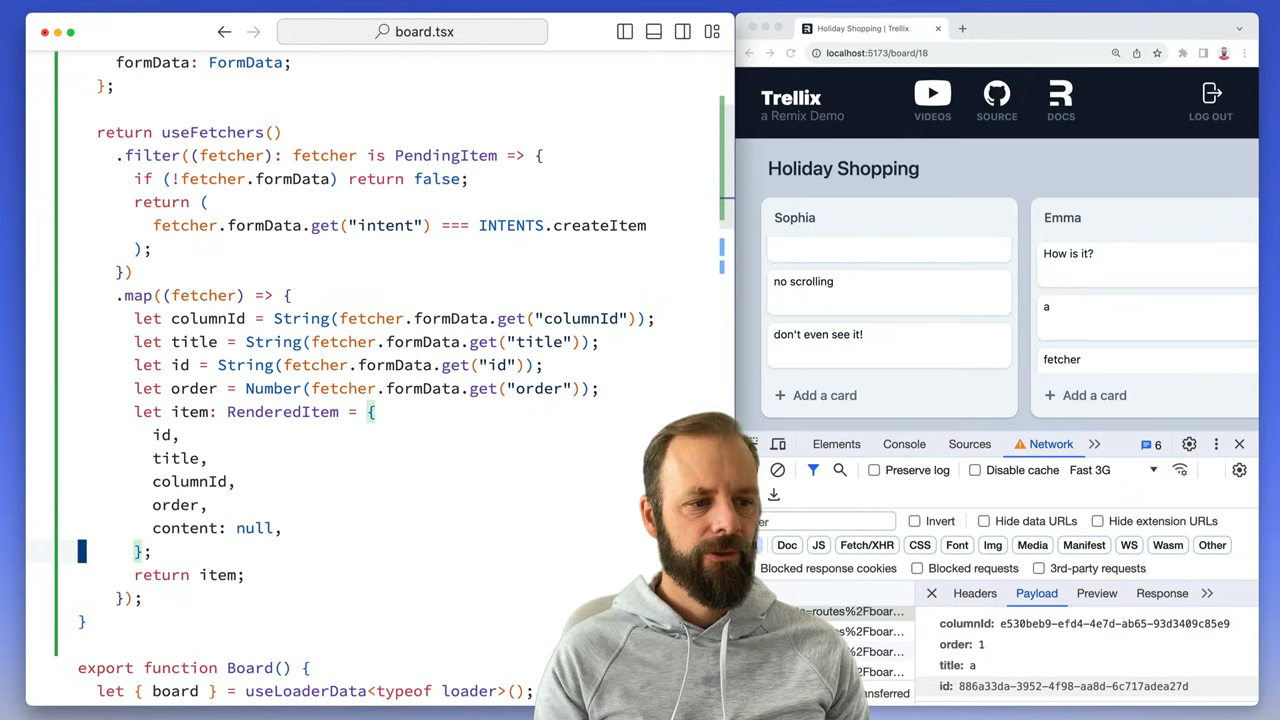 board.tsx
formData: FormData;
};
return useFetchers()
.filter((fetcher): fetcher is PendingItem => {
if (!fetcher.formData) return false;
return (
fetcher.formData.get("intent") === INTENTS.createItem
);
})
.map((fetcher) => {
let columnId = String(fetcher.formData.get("columnId"));
let title = String(fetcher.formData.get("title"));
let id = String(fetcher.formData.get("id"));
let order = Number(fetcher.formData.get("order"));
let item: RenderedItem = {
id,
title,
columnId,
order,
content: null,
};
return item;
});
}
export function Board() {
let { board } = useLoaderData<typeof loader>();
Holiday Shopping | Trellix
localhost:5173/board/18
Trellix
a Remix Demo
VIDEOS
SOURCE
DOCS
LOG OUT
Holiday Shopping
Sophia
no scrolling
don't even see it!
+ Add a card
Emma
How is it?
a
fetcher
+ Add a card
Elements Console Sources Network 6
Preserve log Disable cache Fast 3G
Invert Hide data URLs Hide extension URLs
Doc JS Fetch/XHR CSS Font Img Media Manifest WS Wasm Other
Blocked response cookies Blocked requests 3rd-party requests
Headers Payload Preview Response
columnId: e530beb9-efd4-4e7d-ab65-93d3409c85e9
order: 1
title: a
id: 886a33da-3952-4f98-aa8d-6c717adea27d